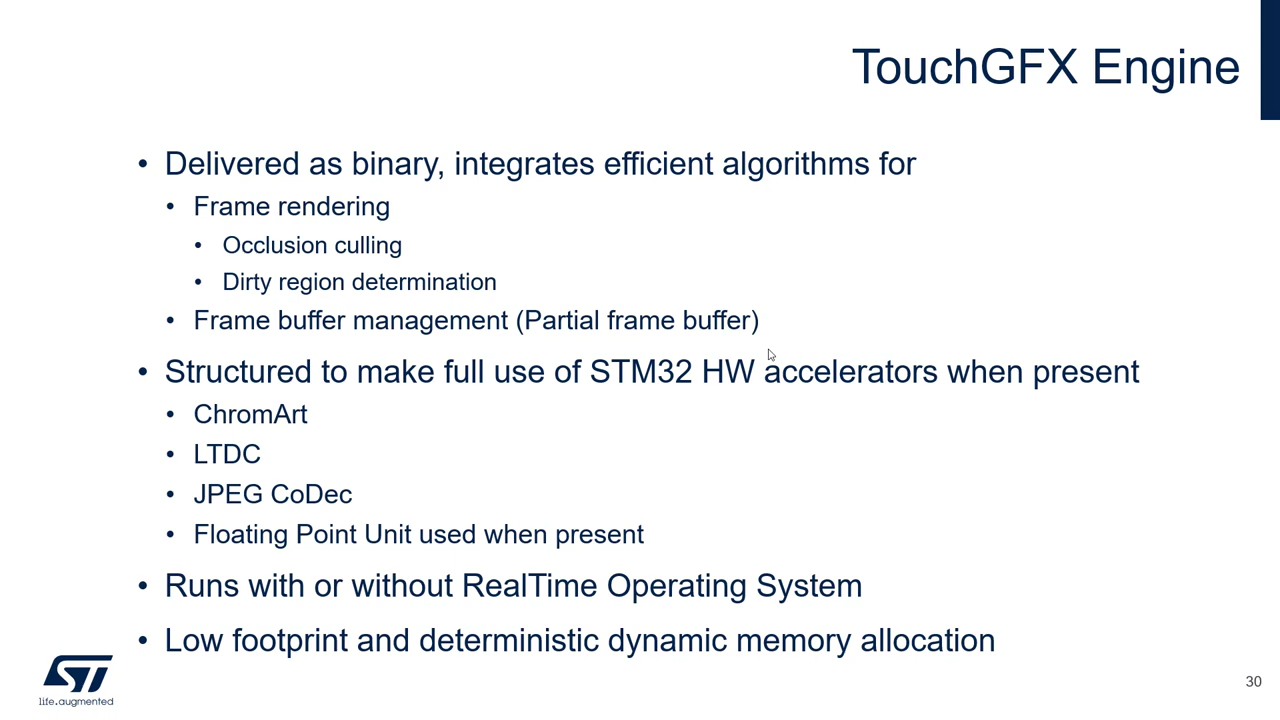 TouchGFX Engine
• Delivered as binary, integrates efficient algorithms for
• Frame rendering
• Occlusion culling
• Dirty region determination
• Frame buffer management (Partial frame buffer)
• Structured to make full use of STM32 HW accelerators when present
• ChromArt
• LTDC
• JPEG CoDec
• Floating Point Unit used when present
• Runs with or without RealTime Operating System
• Low footprint and deterministic dynamic memory allocation
ST
life.augmented
30